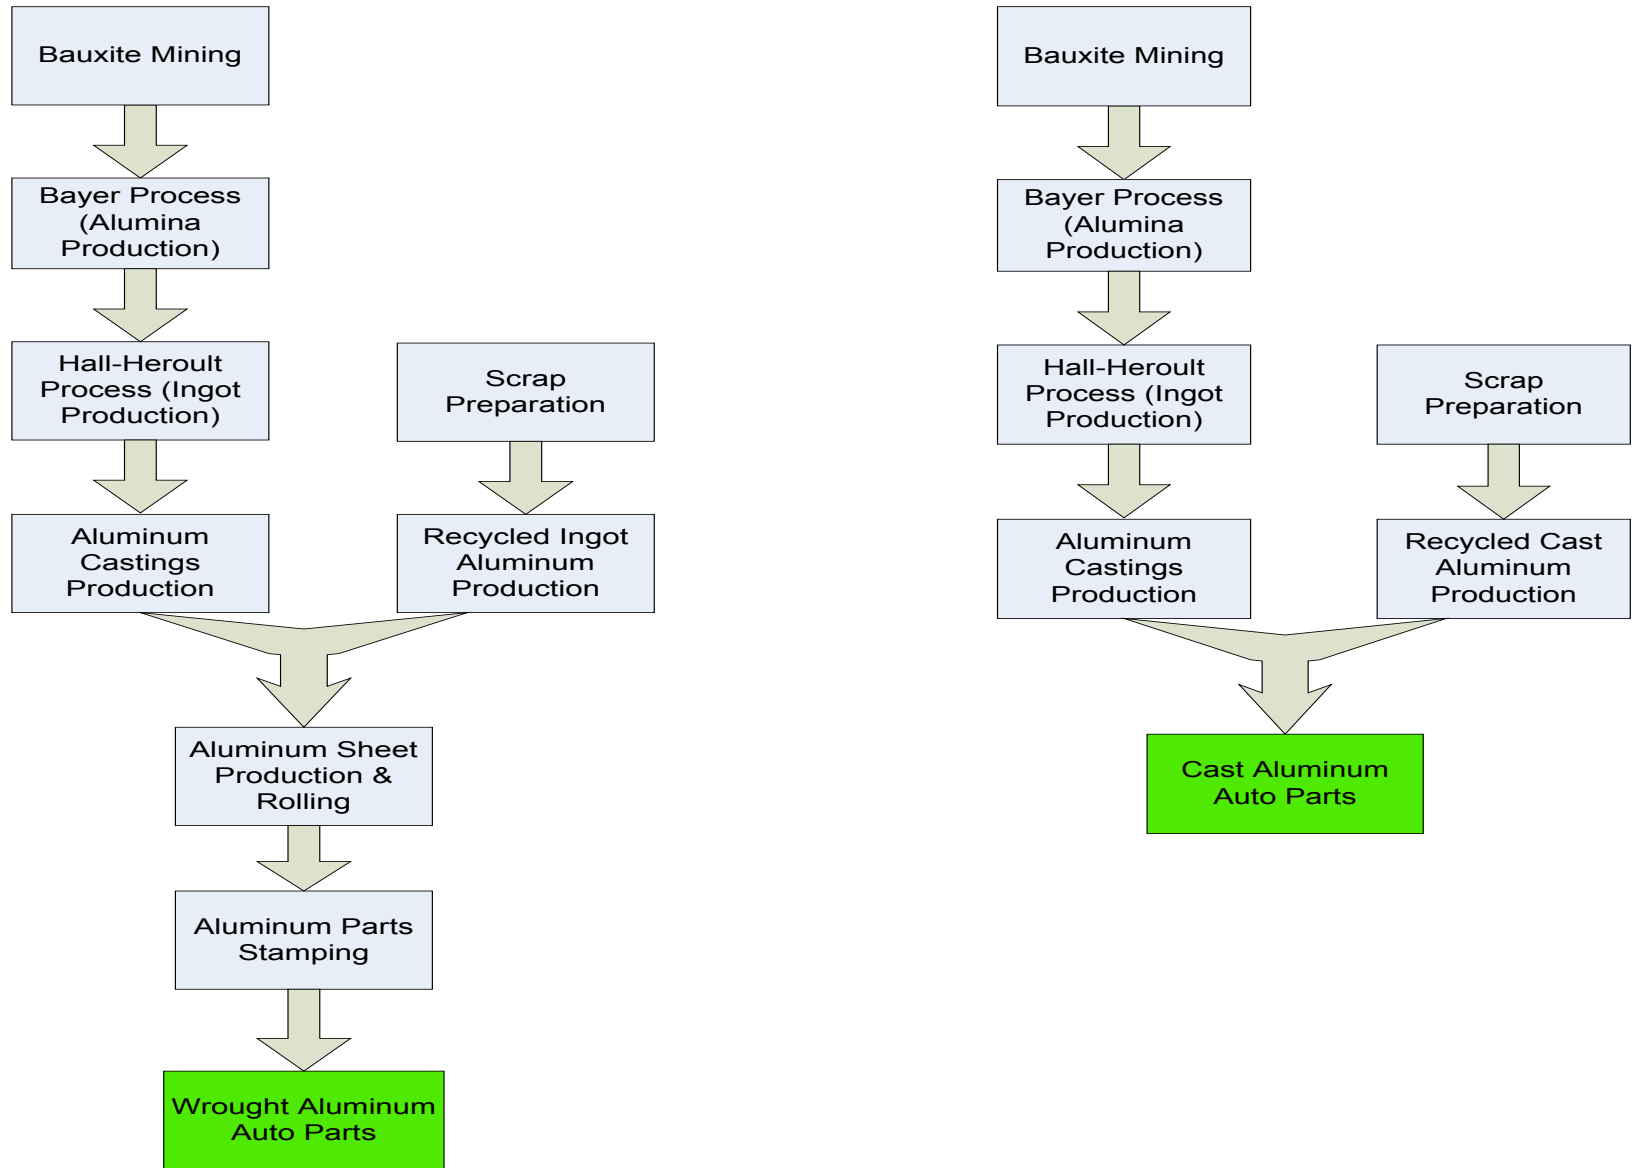 Bauxite Mining
Bayer Process
(Alumina
Production)
Hall-Heroult
Process (Ingot
Production)
Scrap
Preparation
Aluminum
Castings
Production
Recycled Ingot
Aluminum
Production
Aluminum Sheet
Production &
Rolling
Aluminum Parts
Stamping
Wrought Aluminum
Auto Parts
Bauxite Mining
Bayer Process
(Alumina
Production)
Hall-Heroult
Process (Ingot
Production)
Scrap
Preparation
Aluminum
Castings
Production
Recycled Cast
Aluminum
Production
Cast Aluminum
Auto Parts